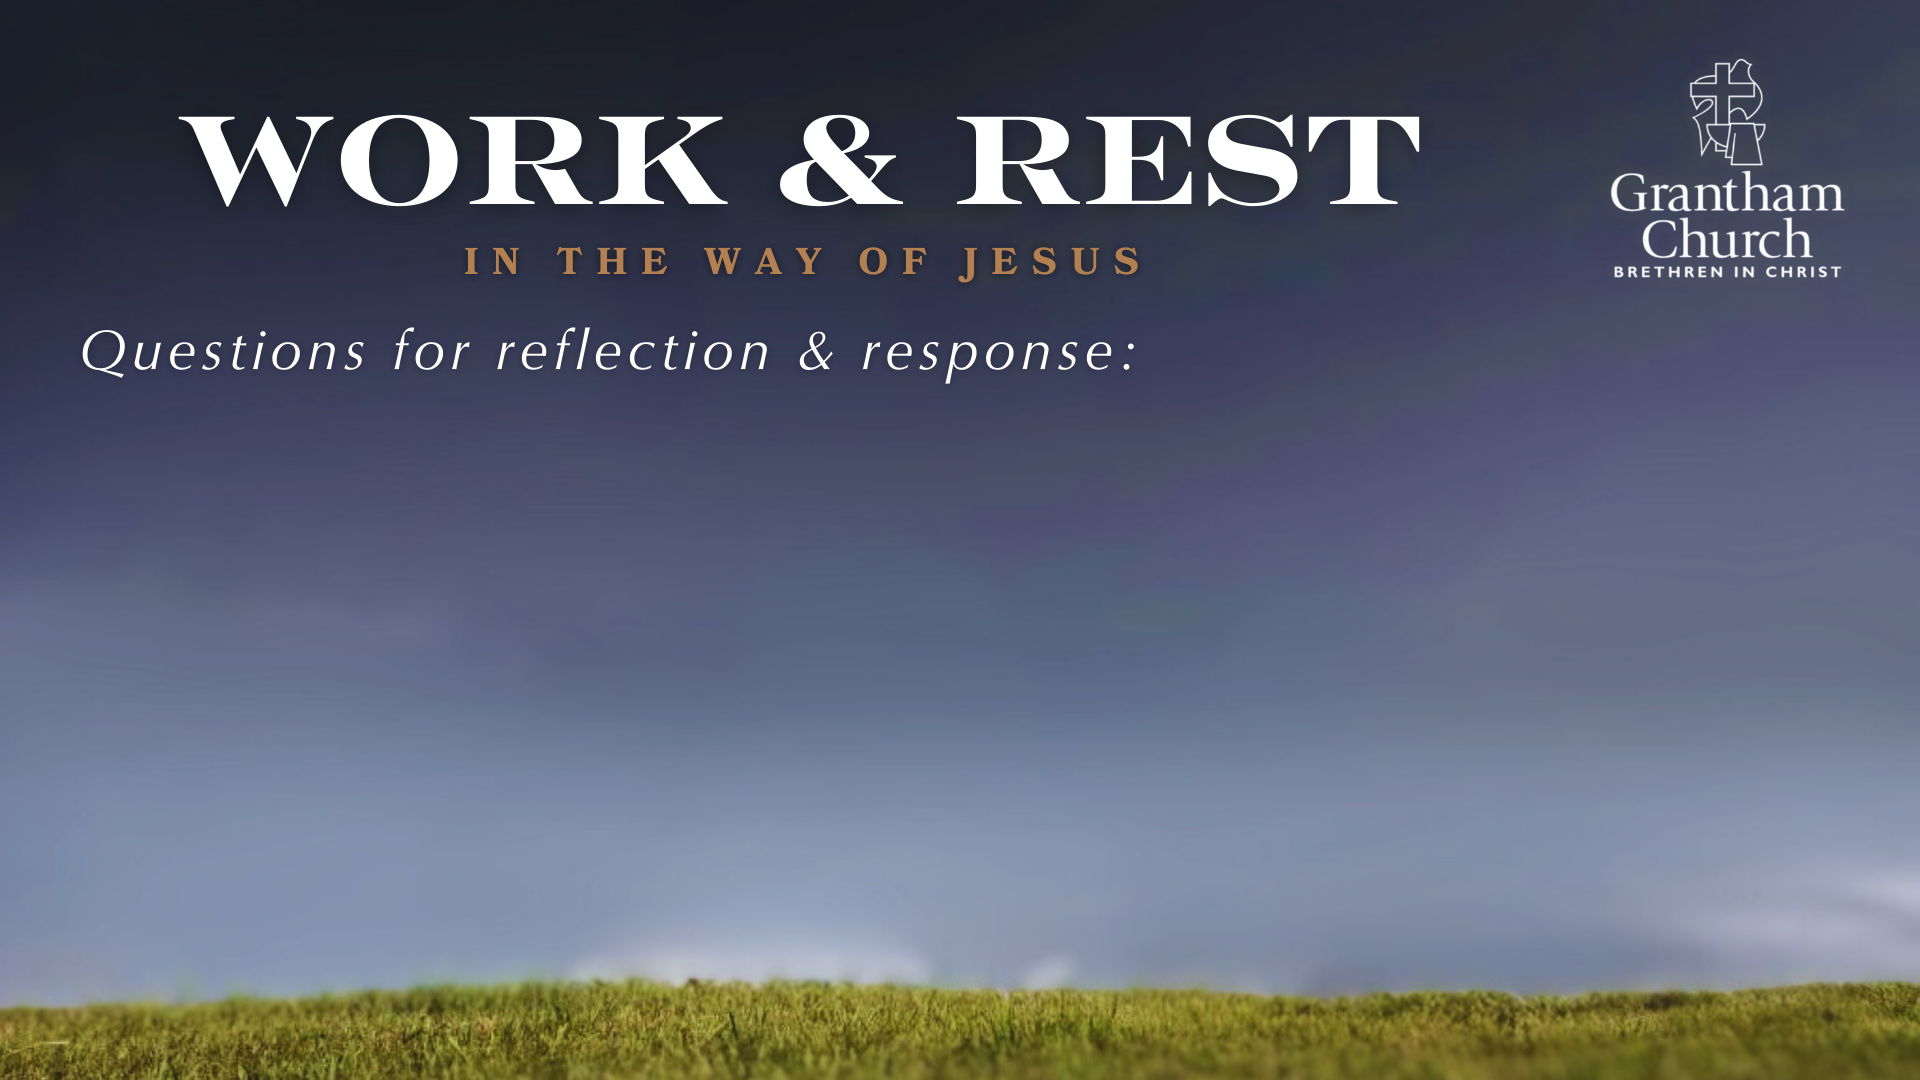 WORK & REST
IN THE WAY OF JESUS
Grantham
Church
BRETHREN IN CHRIST
Questions for reflection & response: